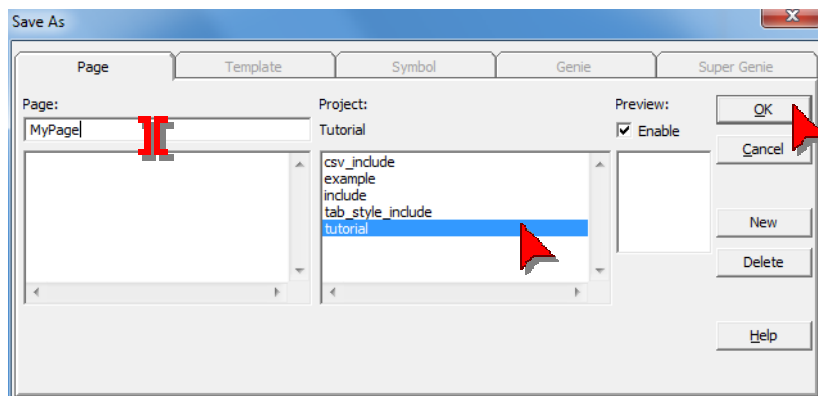 Save As
X
Page Template Symbol Genie Super Genie
Page: Project: Preview:
MyPage Tutorial Enable
OK
Cancel
csv_include
example
include
tab_style_include
tutorial
New
Delete
Help